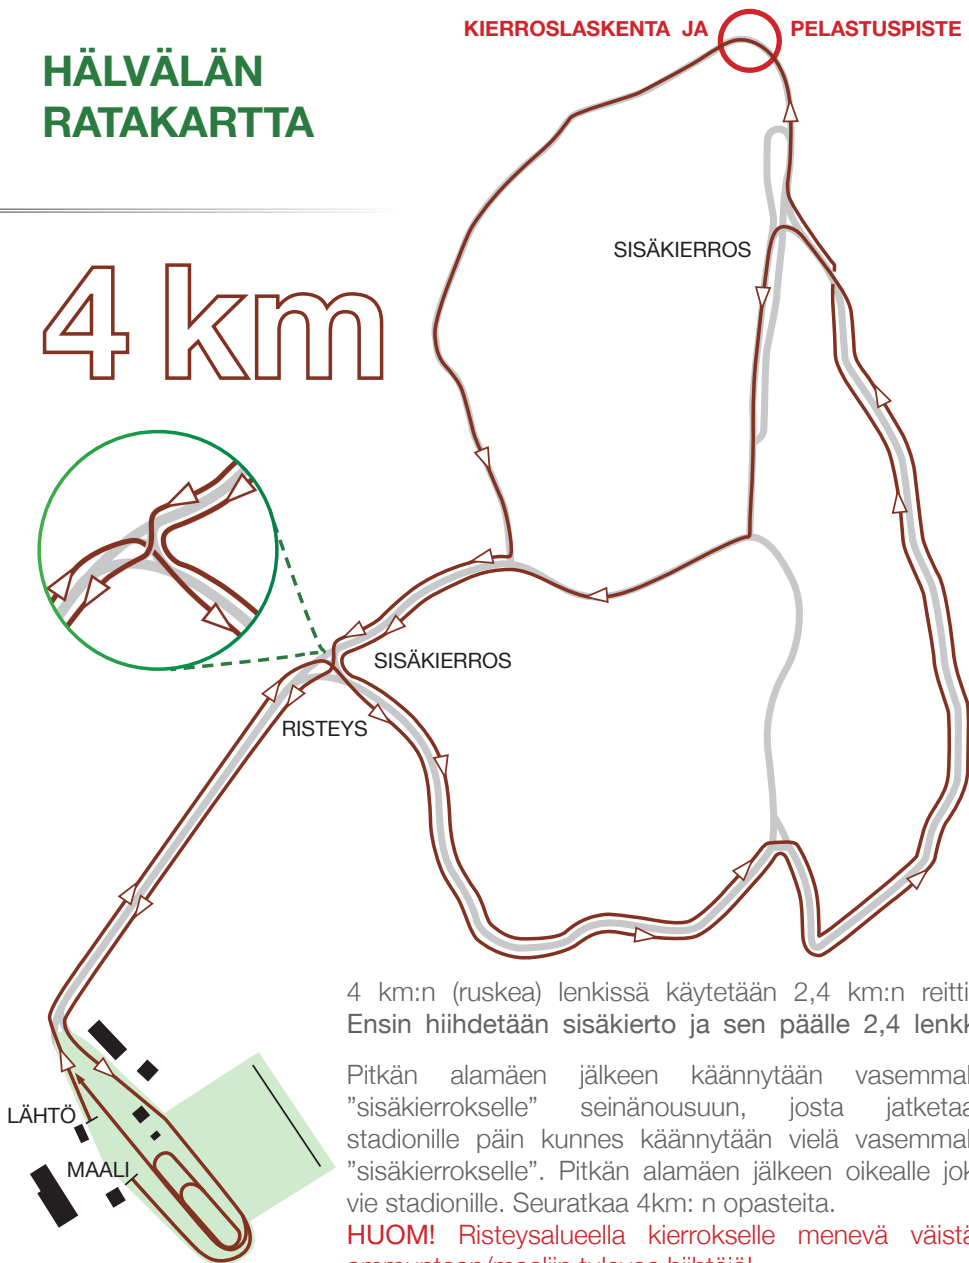 KIERROSLASKENTA JA PELASTUSPISTE
HÄLVÄLÄN
RATAKARTTA
SISÄKIERROS
4 km
SISÄKIERROS
RISTEYS
LÄHTÖ
MAALI
4 km:n (ruskea) lenkissä käytetään 2,4 km:n reitti
Ensin hiihdetään sisäkierto ja sen päälle 2,4 lenkk
Pitkän alamäen jälkeen käännytään vasemmal
"sisäkierrokselle" seinänousuun, josta jatketaa
stadionille päin kunnes käännytään vielä vasemmal
"sisäkierrokselle". Pitkän alamäen jälkeen oikealle jok
vie stadionille. Seuratkaa 4km: n opasteita.
HUOM! Risteysalueella kierrokselle menevä väistä